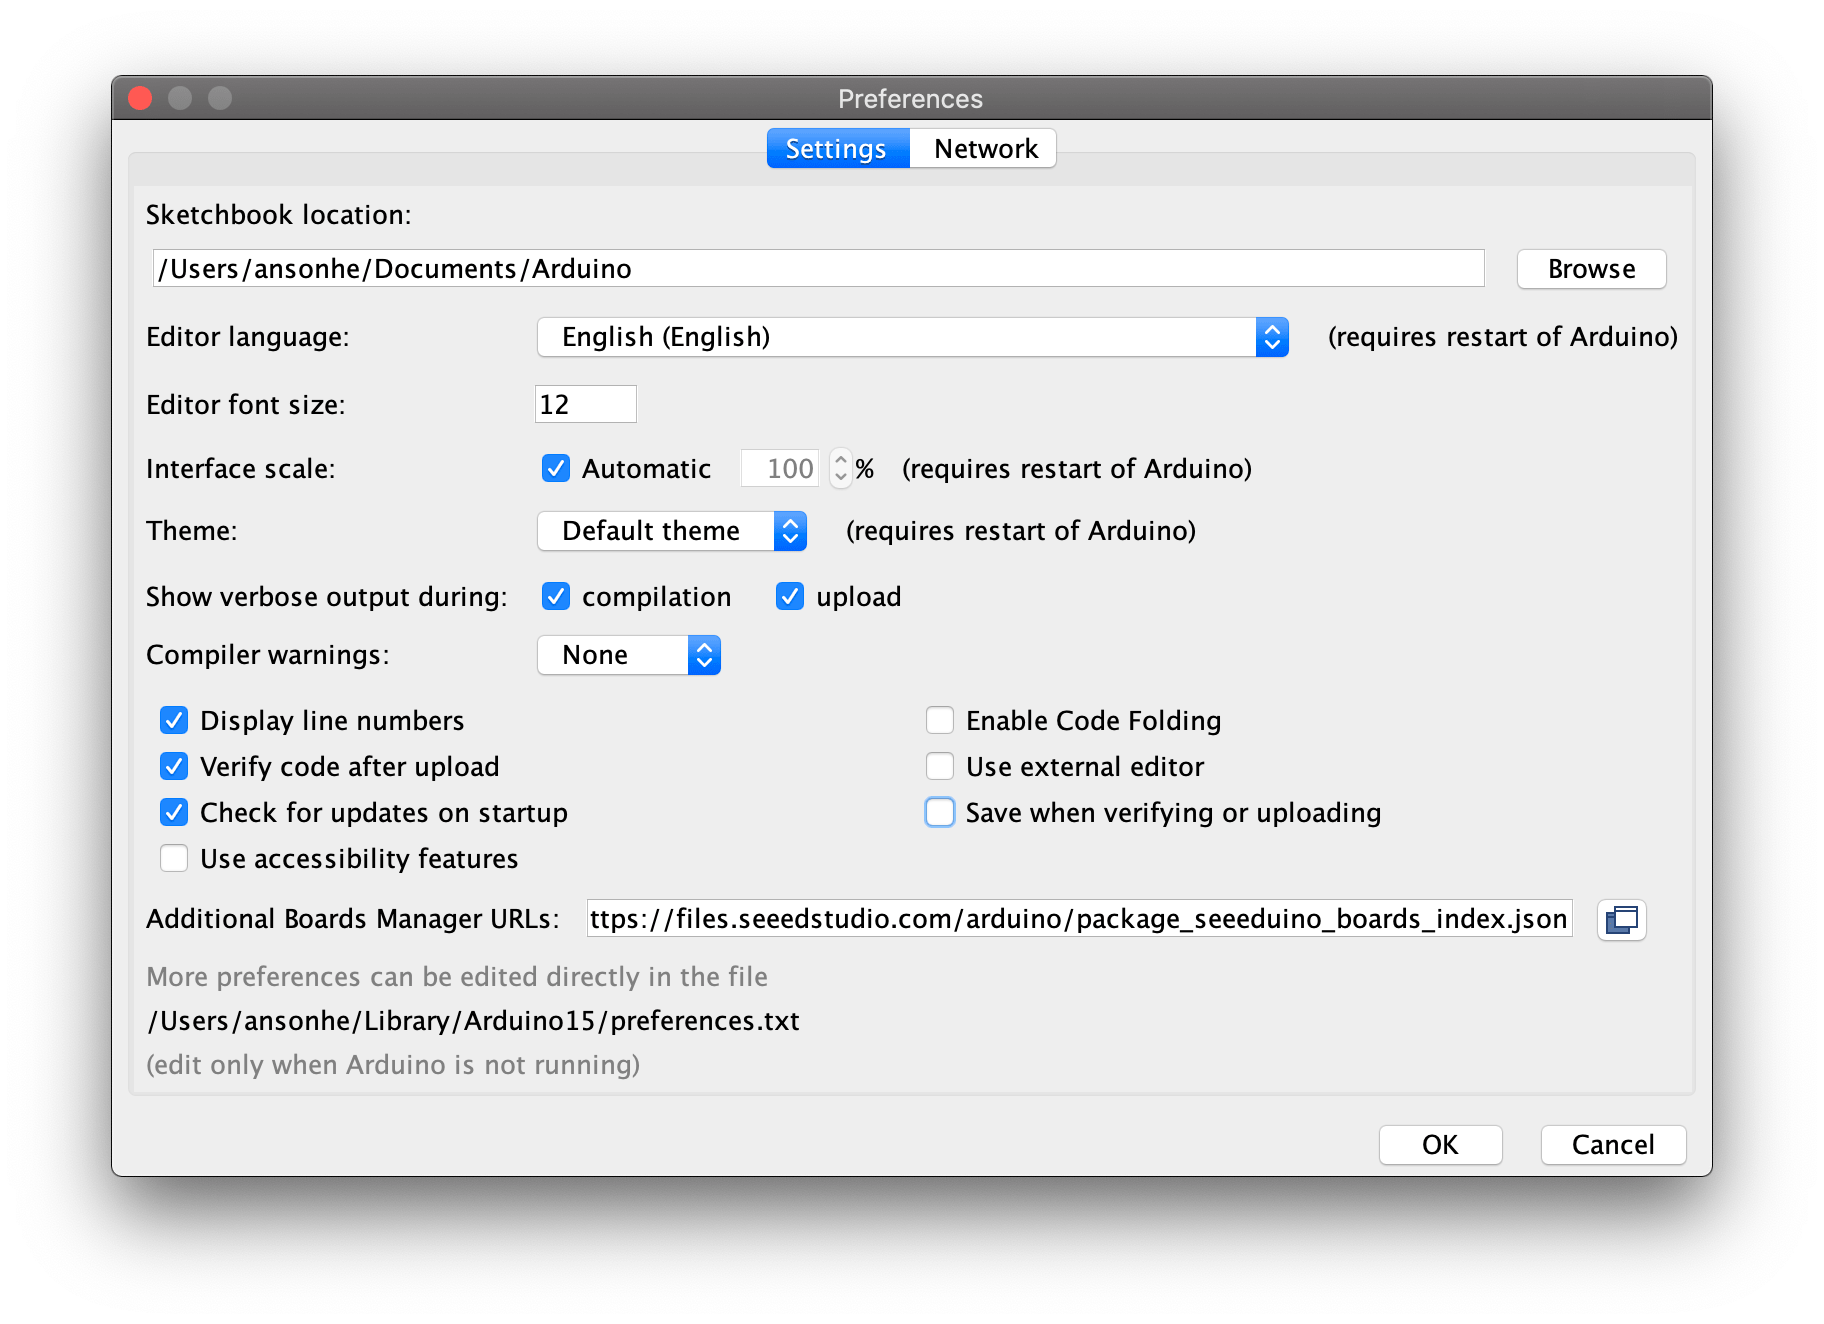 Preferences
Settings Network
Sketchbook location:
/Users/ansonhe/Documents/Arduino Browse
Editor language: English (English) (requires restart of Arduino)
Editor font size: 12
Interface scale: Automatic 100 % (requires restart of Arduino)
Theme: Default theme (requires restart of Arduino)
Show verbose output during: compilation upload
Compiler warnings: None
Display line numbers Enable Code Folding
Verify code after upload Use external editor
Check for updates on startup Save when verifying or uploading
Use accessibility features
Additional Boards Manager URLs: ttps://files.seeedstudio.com/arduino/package_seeeduino_boards_index.json
More preferences can be edited directly in the file
/Users/ansonhe/Library/Arduino15/preferences.txt
(edit only when Arduino is not running)
OK Cancel